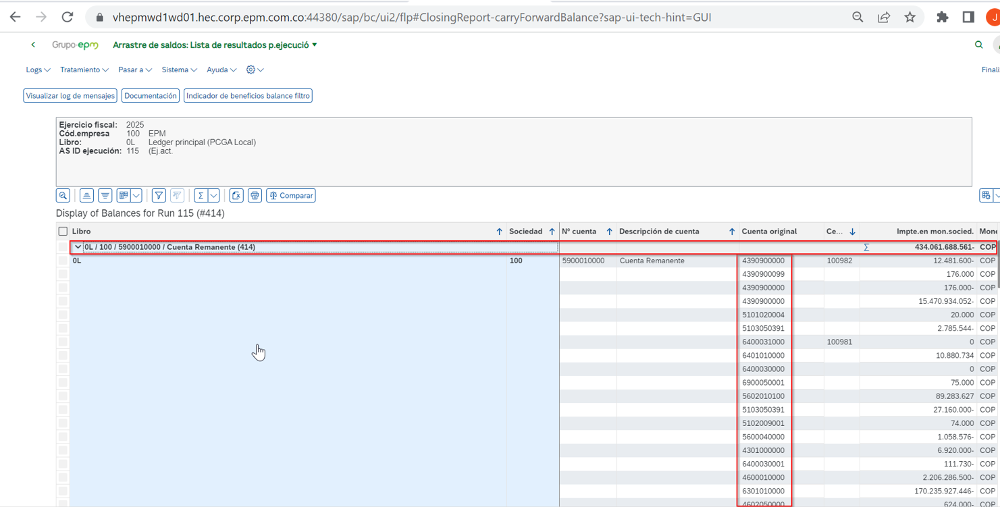 vhepmwd1wd01.hec.corp.epm.com.co:44380/sap/bc/ui2/flp#ClosingReport-carryForwardBalance?sap-ui-tech-hint=GUI
J
Grupo·epm Arrastre de saldos: Lista de resultados p.ejecució
Logs Tratamiento Pasar a Sistema Ayuda Finali
Visualizar log de mensajes Documentación Indicador de beneficios balance filtro
Ejercicio fiscal: 2025
Cód.empresa 100 EPM
Libro: 0L Ledger principal (PCGA Local)
AS ID ejecución: 115 (Ej.act.
Comparar
Display of Balances for Run 115 (#414)
Libro Sociedad Nº cuenta Descripción de cuenta Cuenta original Ce... Impte.en mon.socied. Mone
0L / 100 / 5900010000 / Cuenta Remanente (414) Σ 434.061.688.561- COP
0L 100 5900010000 Cuenta Remanente 4390900000 100982 12.481.600- COP
4390900099 176.000 COP
4390900000 176.000- COP
4390900000 15.470.934.052- COP
5101020004 20.000 COP
5103050391 2.785.544- COP
6400031000 100981 0 COP
6401010000 10.880.734 COP
6400030000 0 COP
6900050001 75.000 COP
5602010100 89.283.627 COP
5103050391 27.160.000- COP
5102009001 74.000 COP
5600040000 1.058.576- COP
4301000000 6.920.000- COP
6400030001 111.730- COP
4600010000 2.206.286.500- COP
6301010000 170.235.927.446- COP
4602050000 624.000- COP